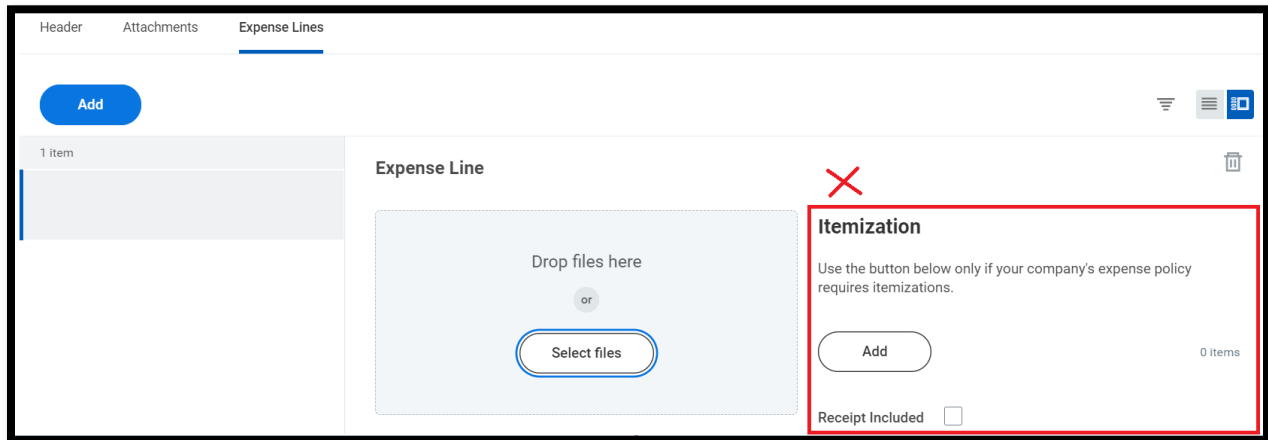 Header Attachments Expense Lines
Add
1 item
Expense Line
Drop files here
or
Select files
Itemization
Use the button below only if your company's expense policy
requires itemizations.
Add 0 items
Receipt Included